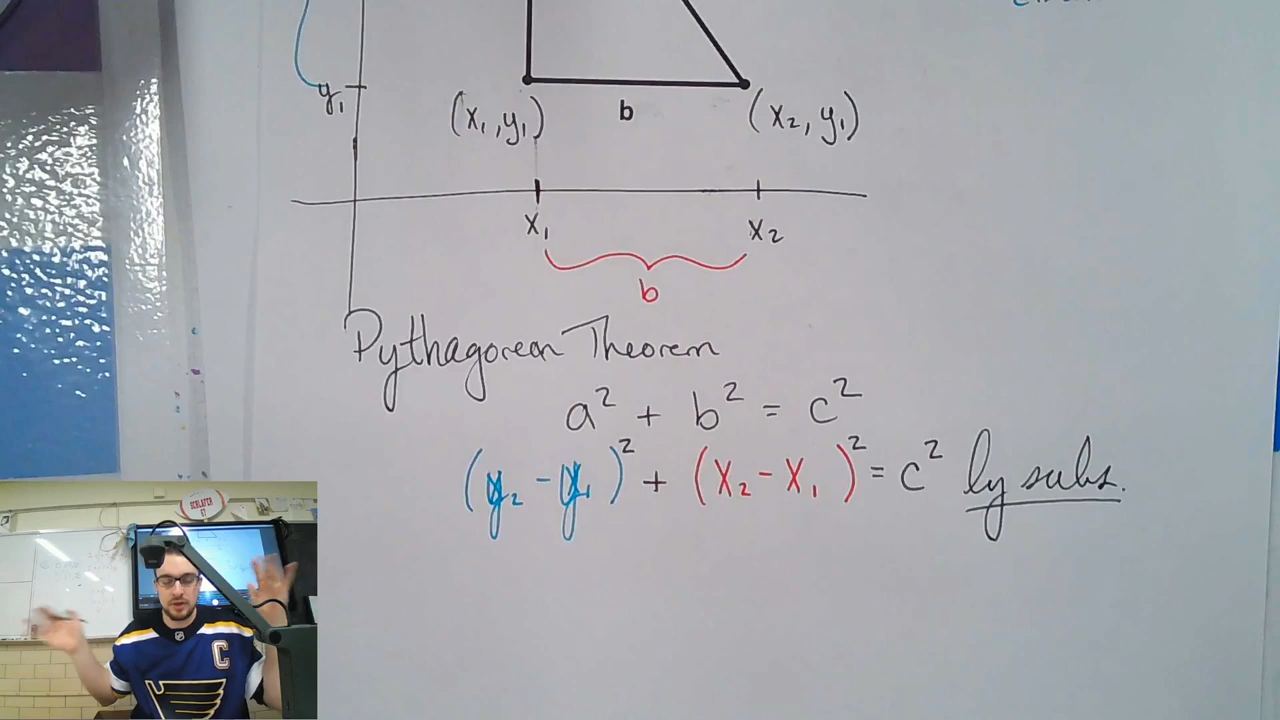 y₁
(x₁, y₁) b (x₂, y₁)
x₁ x₂
b
Pythagorean Theorem
a² + b² = c²
(y₂ - y₁)² + (x₂ - x₁)² = c² by subs.
C